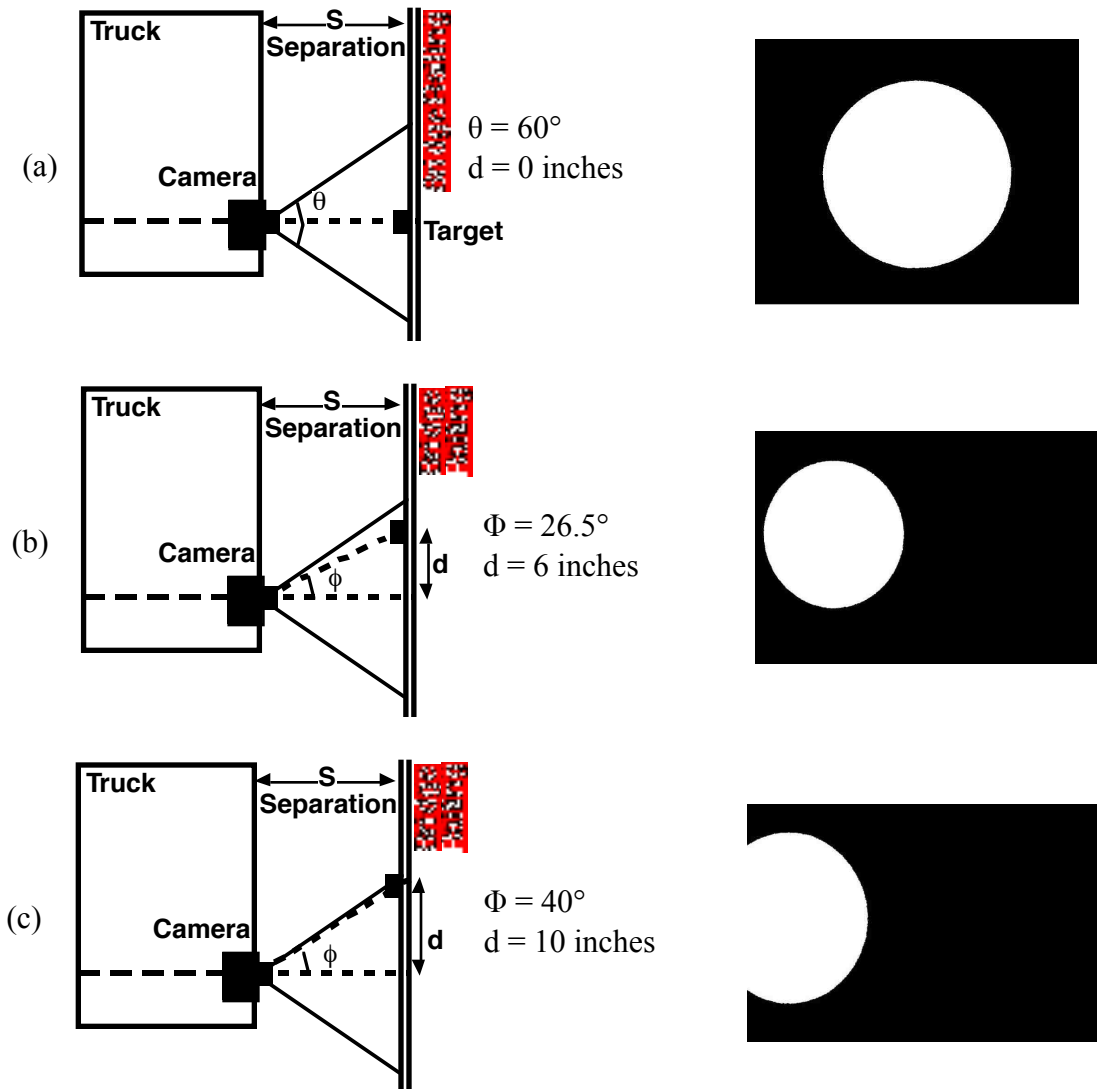 Truck
S
Separation
(a)
Camera
θ
θ = 60°
d = 0 inches
Target
Truck
S
Separation
(b)
Camera
ϕ
d
Φ = 26.5°
d = 6 inches
Truck
S
Separation
(c)
Camera
ϕ
d
Φ = 40°
d = 10 inches